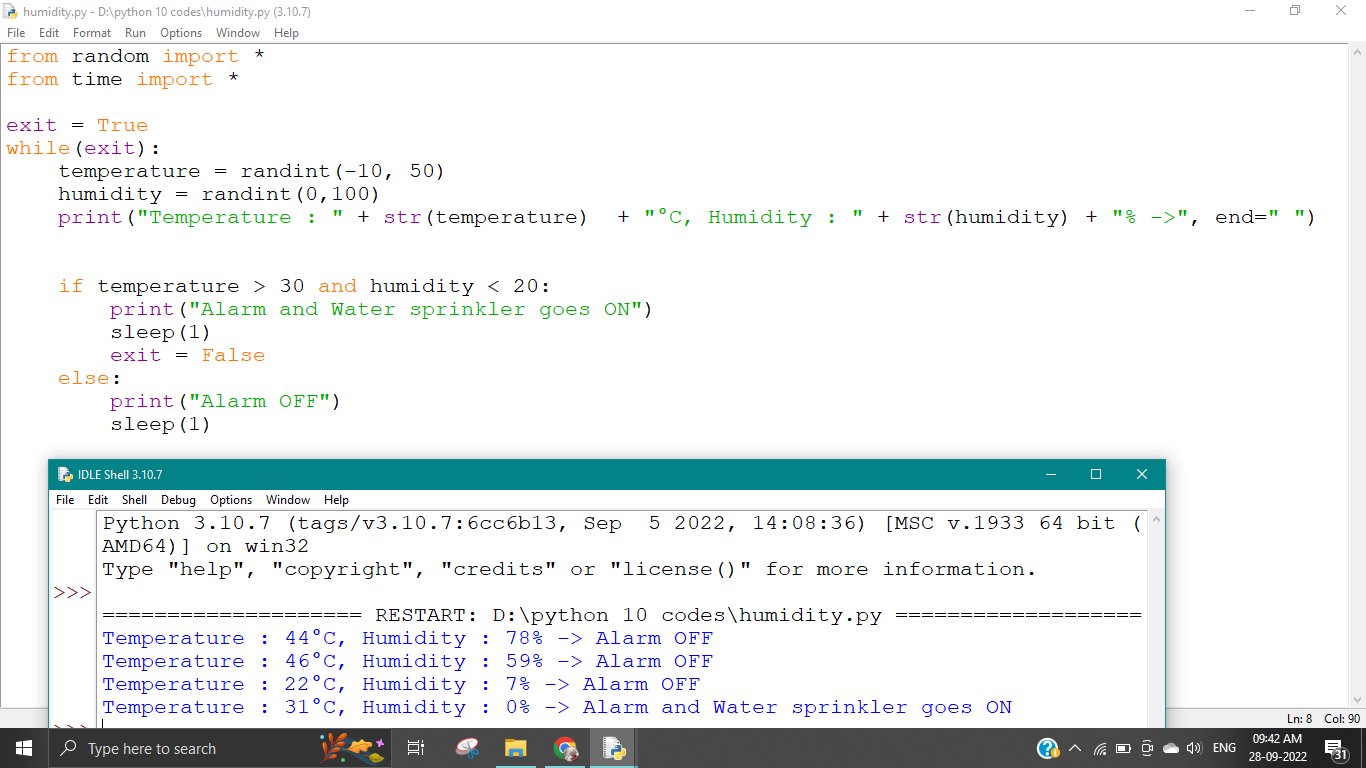 humidity.py - D:\python 10 codes\humidity.py (3.10.7)
File Edit Format Run Options Window Help
from random import *
from time import *
exit = True
while(exit):
    temperature = randint(-10, 50)
    humidity = randint(0,100)
    print("Temperature : " + str(temperature)  + "°C, Humidity : " + str(humidity) + "% ->", end=" ")
    if temperature > 30 and humidity < 20:
        print("Alarm and Water sprinkler goes ON")
        sleep(1)
        exit = False
    else:
        print("Alarm OFF")
        sleep(1)
IDLE Shell 3.10.7
File Edit Shell Debug Options Window Help
Python 3.10.7 (tags/v3.10.7:6cc6b13, Sep  5 2022, 14:08:36) [MSC v.1933 64 bit (
AMD64)] on win32
Type "help", "copyright", "credits" or "license()" for more information.
>>>
==================== RESTART: D:\python 10 codes\humidity.py ===================
Temperature : 44°C, Humidity : 78% -> Alarm OFF
Temperature : 46°C, Humidity : 59% -> Alarm OFF
Temperature : 22°C, Humidity : 7% -> Alarm OFF
Temperature : 31°C, Humidity : 0% -> Alarm and Water sprinkler goes ON
>>>
Ln: 8 Col: 90
Type here to search
ENG
09:42 AM
28-09-2022
31